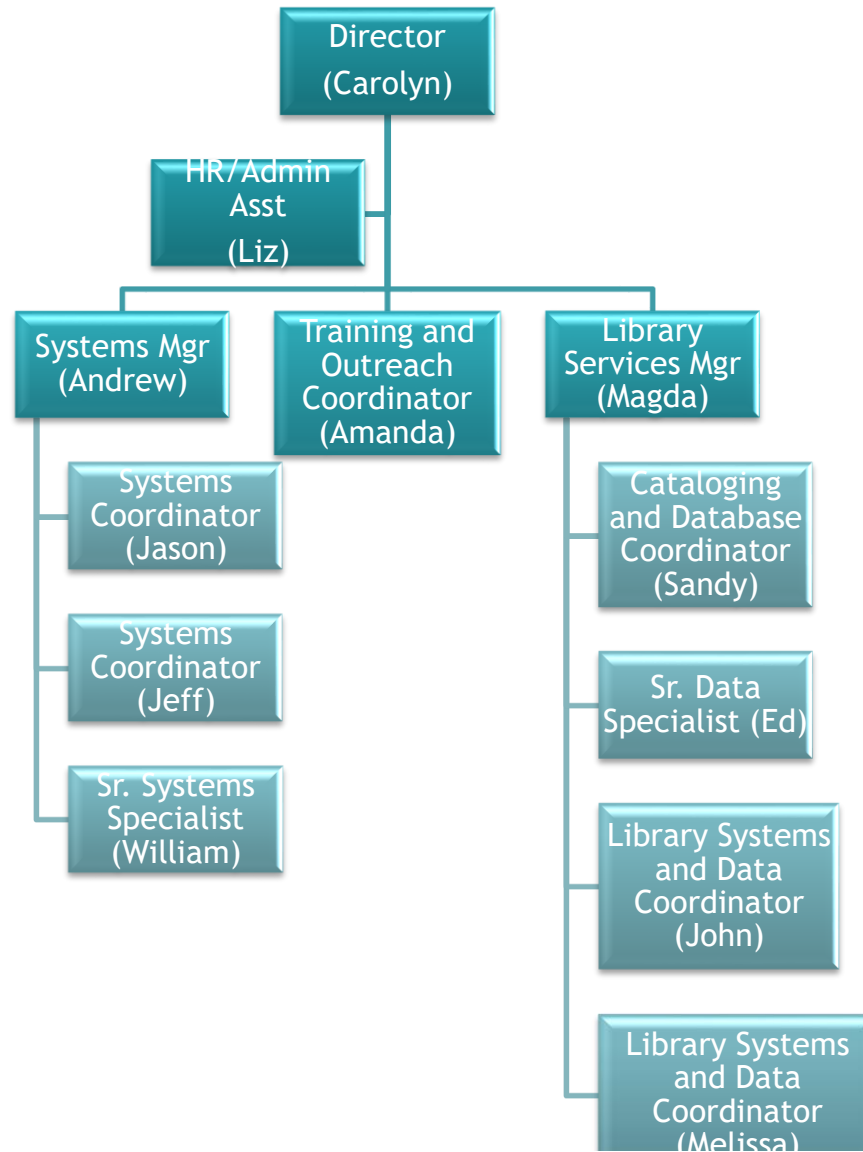 Director
(Carolyn)
HR/Admin
Asst
(Liz)
Systems Mgr
(Andrew)
Training and
Outreach
Coordinator
(Amanda)
Library
Services Mgr
(Magda)
Systems
Coordinator
(Jason)
Systems
Coordinator
(Jeff)
Sr. Systems
Specialist
(William)
Cataloging
and Database
Coordinator
(Sandy)
Sr. Data
Specialist (Ed)
Library Systems
and Data
Coordinator
(John)
Library Systems
and Data
Coordinator
(Melissa)